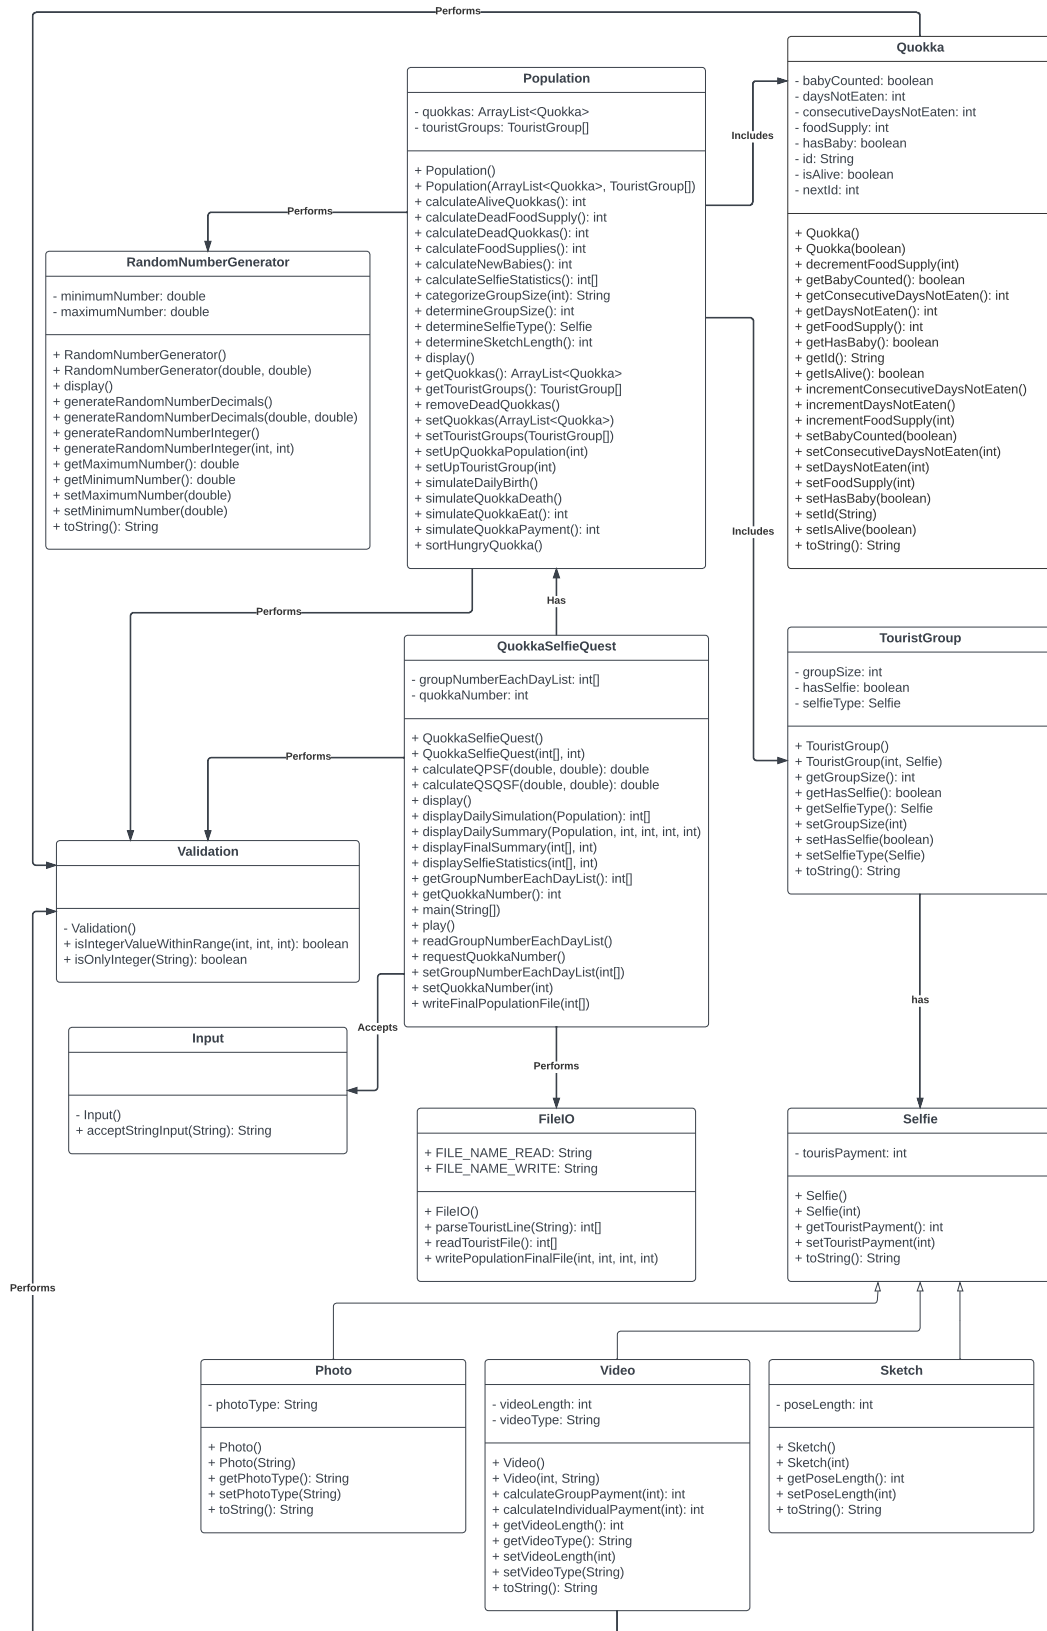 Performs
Quokka
- babyCounted: boolean
- daysNotEaten: int
- consecutiveDaysNotEaten: int
- foodSupply: int
- hasBaby: boolean
- id: String
- isAlive: boolean
- nextId: int
+ Quokka()
+ Quokka(boolean)
+ decrementFoodSupply(int)
+ getBabyCounted(): boolean
+ getConsecutiveDaysNotEaten(): int
+ getDaysNotEaten(): int
+ getFoodSupply(): int
+ getHasBaby(): boolean
+ getId(): String
+ getIsAlive(): boolean
+ incrementConsecutiveDaysNotEaten()
+ incrementDaysNotEaten()
+ incrementFoodSupply(int)
+ setBabyCounted(boolean)
+ setConsecutiveDaysNotEaten(int)
+ setDaysNotEaten(int)
+ setFoodSupply(int)
+ setHasBaby(boolean)
+ setId(String)
+ setIsAlive(boolean)
+ toString(): String
Population
- quokkas: ArrayList<Quokka>
- touristGroups: TouristGroup[]
+ Population()
+ Population(ArrayList<Quokka>, TouristGroup[])
+ calculateAliveQuokkas(): int
+ calculateDeadFoodSupply(): int
+ calculateDeadQuokkas(): int
+ calculateFoodSupplies(): int
+ calculateNewBabies(): int
+ calculateSelfieStatistics(): int[]
+ categorizeGroupSize(int): String
+ determineGroupSize(): int
+ determineSelfieType(): Selfie
+ determineSketchLength(): int
+ display()
+ getQuokkas(): ArrayList<Quokka>
+ getTouristGroups(): TouristGroup[]
+ removeDeadQuokkas()
+ setQuokkas(ArrayList<Quokka>)
+ setTouristGroups(TouristGroup[])
+ setUpQuokkaPopulation(int)
+ setUpTouristGroup(int)
+ simulateDailyBirth()
+ simulateQuokkaDeath()
+ simulateQuokkaEat(): int
+ simulateQuokkaPayment(): int
+ sortHungryQuokka()
Includes
Performs
RandomNumberGenerator
- minimumNumber: double
- maximumNumber: double
+ RandomNumberGenerator()
+ RandomNumberGenerator(double, double)
+ display()
+ generateRandomNumberDecimals()
+ generateRandomNumberDecimals(double, double)
+ generateRandomNumberInteger()
+ generateRandomNumberInteger(int, int)
+ getMaximumNumber(): double
+ getMinimumNumber(): double
+ setMaximumNumber(double)
+ setMinimumNumber(double)
+ toString(): String
Includes
Has
Performs
QuokkaSelfieQuest
- groupNumberEachDayList: int[]
- quokkaNumber: int
+ QuokkaSelfieQuest()
+ QuokkaSelfieQuest(int[], int)
+ calculateQPSF(double, double): double
+ calculateQSQSF(double, double): double
+ display()
+ displayDailySimulation(Population): int[]
+ displayDailySummary(Population, int, int, int, int)
+ displayFinalSummary(int[], int)
+ displaySelfieStatistics(int[], int)
+ getGroupNumberEachDayList(): int[]
+ getQuokkaNumber(): int
+ main(String[])
+ play()
+ readGroupNumberEachDayList()
+ requestQuokkaNumber()
+ setGroupNumberEachDayList(int[])
+ setQuokkaNumber(int)
+ writeFinalPopulationFile(int[])
TouristGroup
- groupSize: int
- hasSelfie: boolean
- selfieType: Selfie
+ TouristGroup()
+ TouristGroup(int, Selfie)
+ getGroupSize(): int
+ getHasSelfie(): boolean
+ getSelfieType(): Selfie
+ setGroupSize(int)
+ setHasSelfie(boolean)
+ setSelfieType(Selfie)
+ toString(): String
Performs
Validation
- Validation()
+ isIntegerValueWithinRange(int, int, int): boolean
+ isOnlyInteger(String): boolean
has
Accepts
Input
- Input()
+ acceptStringInput(String): String
Performs
FileIO
+ FILE_NAME_READ: String
+ FILE_NAME_WRITE: String
+ FileIO()
+ parseTouristLine(String): int[]
+ readTouristFile(): int[]
+ writePopulationFinalFile(int, int, int, int)
Selfie
- tourisPayment: int
+ Selfie()
+ Selfie(int)
+ getTouristPayment(): int
+ setTouristPayment(int)
+ toString(): String
Performs
Photo
- photoType: String
+ Photo()
+ Photo(String)
+ getPhotoType(): String
+ setPhotoType(String)
+ toString(): String
Video
- videoLength: int
- videoType: String
+ Video()
+ Video(int, String)
+ calculateGroupPayment(int): int
+ calculateIndividualPayment(int): int
+ getVideoLength(): int
+ getVideoType(): String
+ setVideoLength(int)
+ setVideoType(String)
+ toString(): String
Sketch
- poseLength: int
+ Sketch()
+ Sketch(int)
+ getPoseLength(): int
+ setPoseLength(int)
+ toString(): String